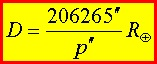 D = 206265″ / p″ R⊕